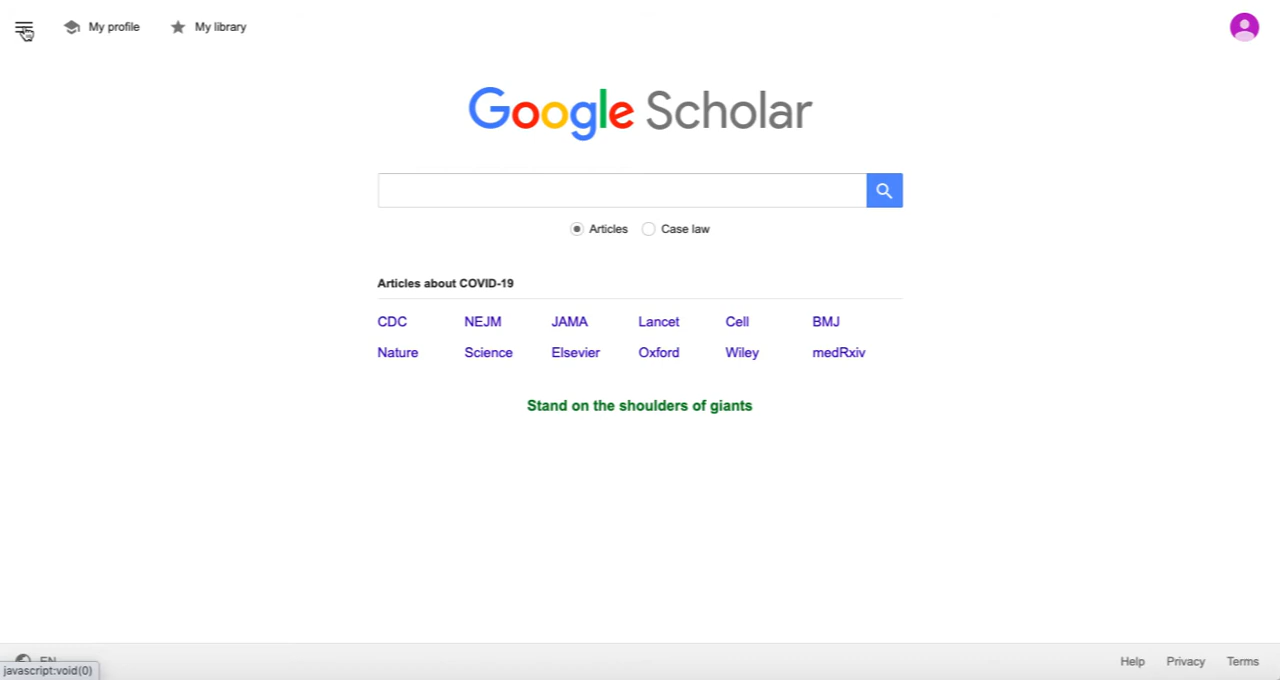 My profile My library
Google Scholar
Articles Case law
Articles about COVID-19
CDC NEJM JAMA Lancet Cell BMJ
Nature Science Elsevier Oxford Wiley medRxiv
Stand on the shoulders of giants
EN Help Privacy Terms
javascript:void(0)